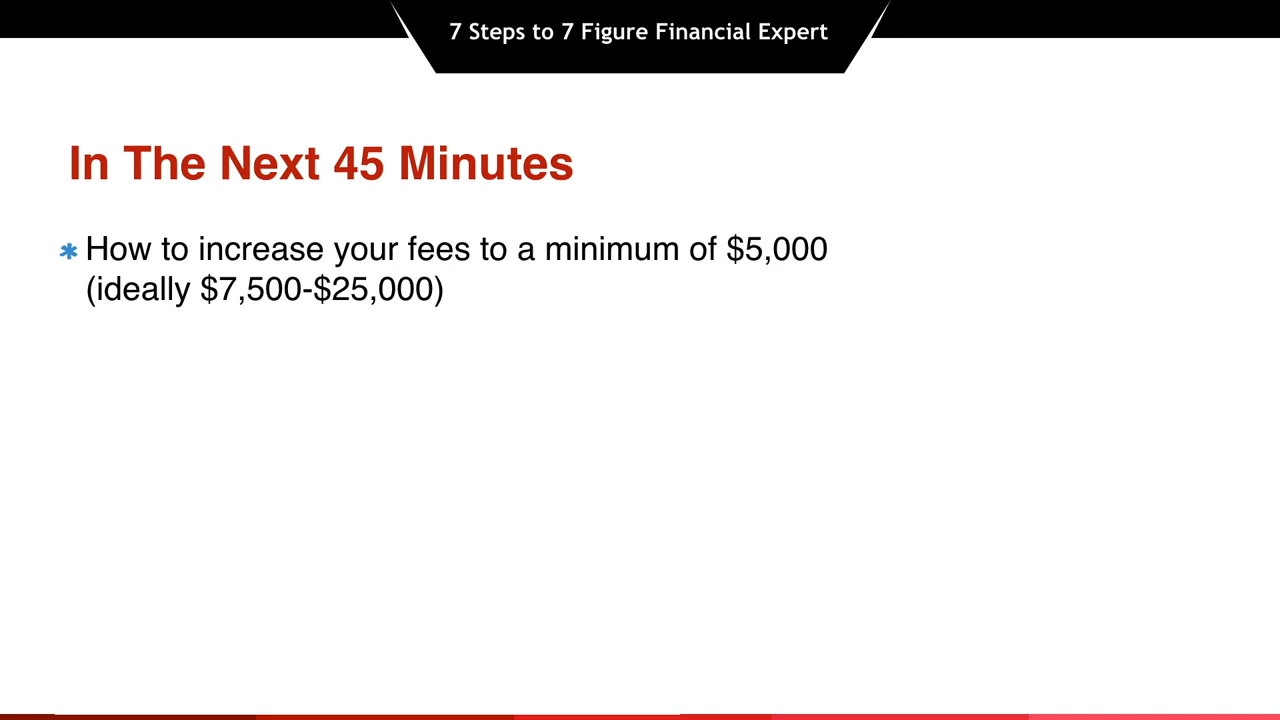 7 Steps to 7 Figure Financial Expert
In The Next 45 Minutes
How to increase your fees to a minimum of $5,000
(ideally $7,500-$25,000)